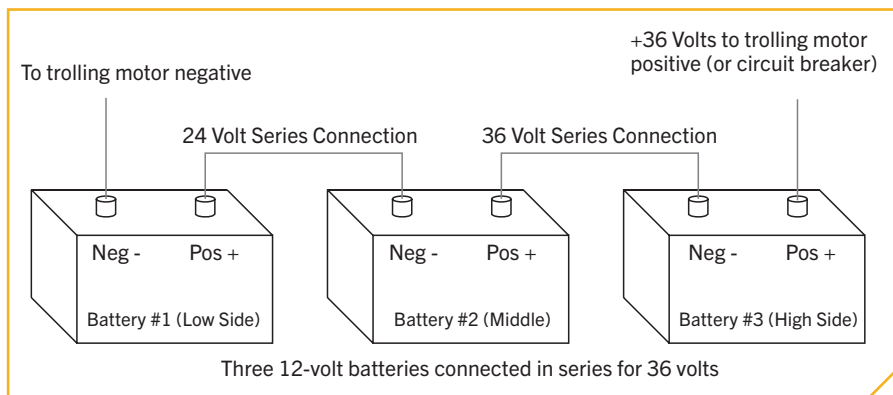 +36 Volts to trolling motor
positive (or circuit breaker)
To trolling motor negative
24 Volt Series Connection
36 Volt Series Connection
Neg -
Pos +
Neg -
Pos +
Neg -
Pos +
Battery #1 (Low Side)
Battery #2 (Middle)
Battery #3 (High Side)
Three 12-volt batteries connected in series for 36 volts